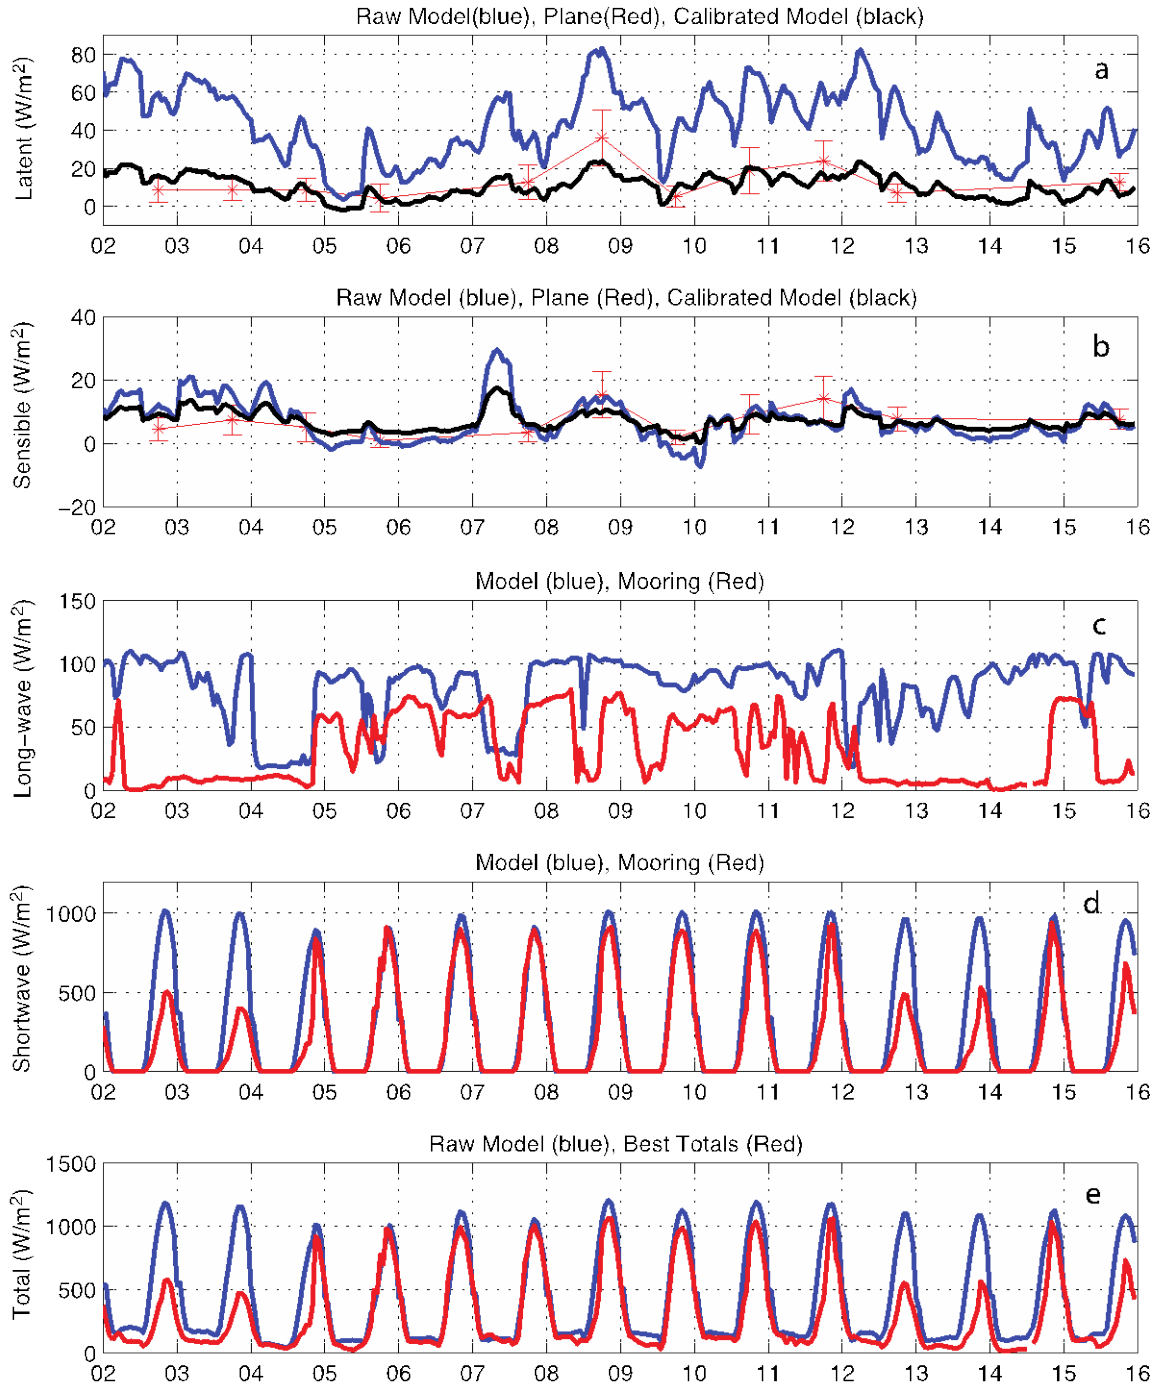 Raw Model(blue), Plane(Red), Calibrated Model (black)
Latent (W/m²)
80
60
40
20
0
a
02 03 04 05 06 07 08 09 10 11 12 13 14 15 16
Raw Model (blue), Plane (Red), Calibrated Model (black)
Sensible (W/m²)
40
20
0
−20
b
02 03 04 05 06 07 08 09 10 11 12 13 14 15 16
Model (blue), Mooring (Red)
Long−wave (W/m²)
150
100
50
0
c
02 03 04 05 06 07 08 09 10 11 12 13 14 15 16
Model (blue), Mooring (Red)
Shortwave (W/m²)
1000
500
0
d
02 03 04 05 06 07 08 09 10 11 12 13 14 15 16
Raw Model (blue), Best Totals (Red)
Total (W/m²)
1500
1000
500
0
e
02 03 04 05 06 07 08 09 10 11 12 13 14 15 16